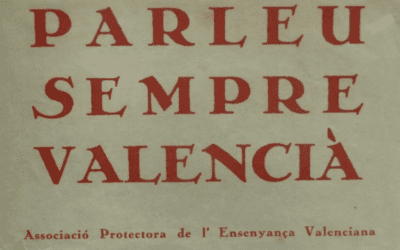 PARLEU
SEMPRE
VALENCIÀ
Associació Protectora de l' Ensenyança Valenciana